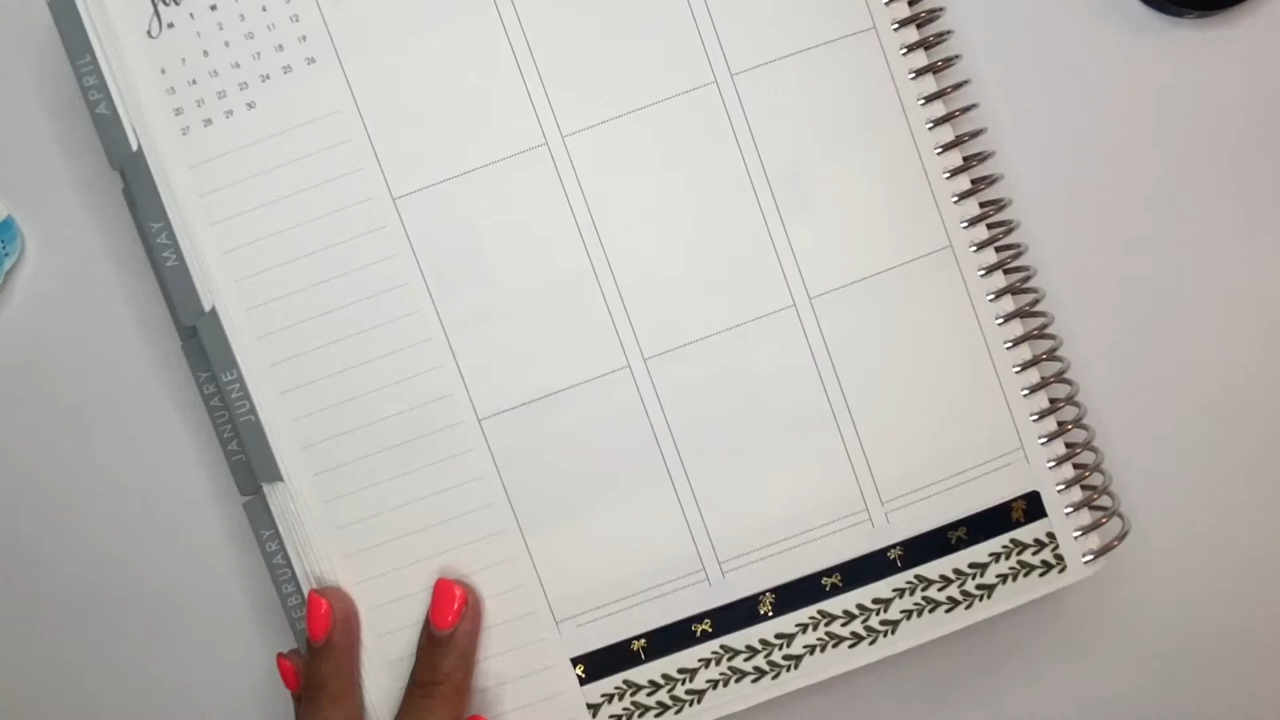 M T W
1 2 3 4 5
6 7 8 9 10 11 12
13 14 15 16 17 18 19
20 21 22 23 24 25 26
27 28 29 30
APRIL
MAY
JUNE
JANUARY
FEBRUARY